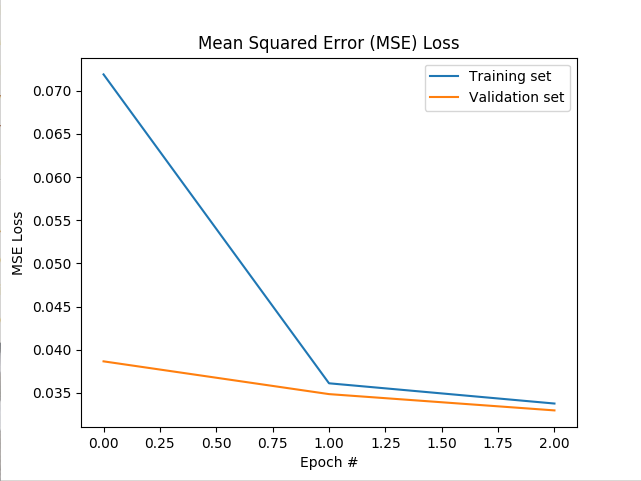 Mean Squared Error (MSE) Loss
Training set
Validation set
0.070
0.065
0.060
0.055
0.050
0.045
0.040
0.035
MSE Loss
0.00 0.25 0.50 0.75 1.00 1.25 1.50 1.75 2.00
Epoch #